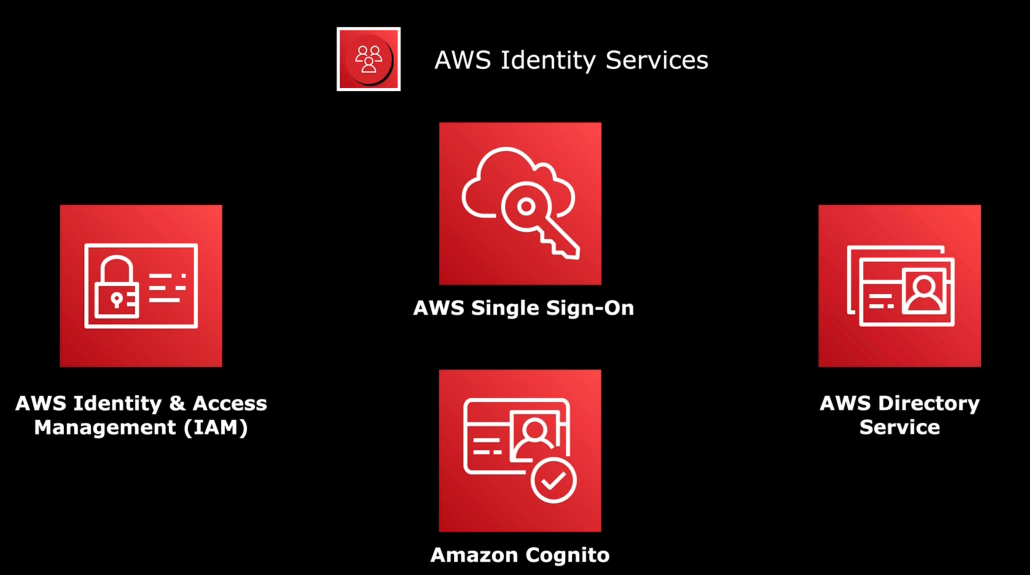 AWS Identity Services
AWS Single Sign-On
AWS Identity & Access
Management (IAM)
AWS Directory
Service
Amazon Cognito